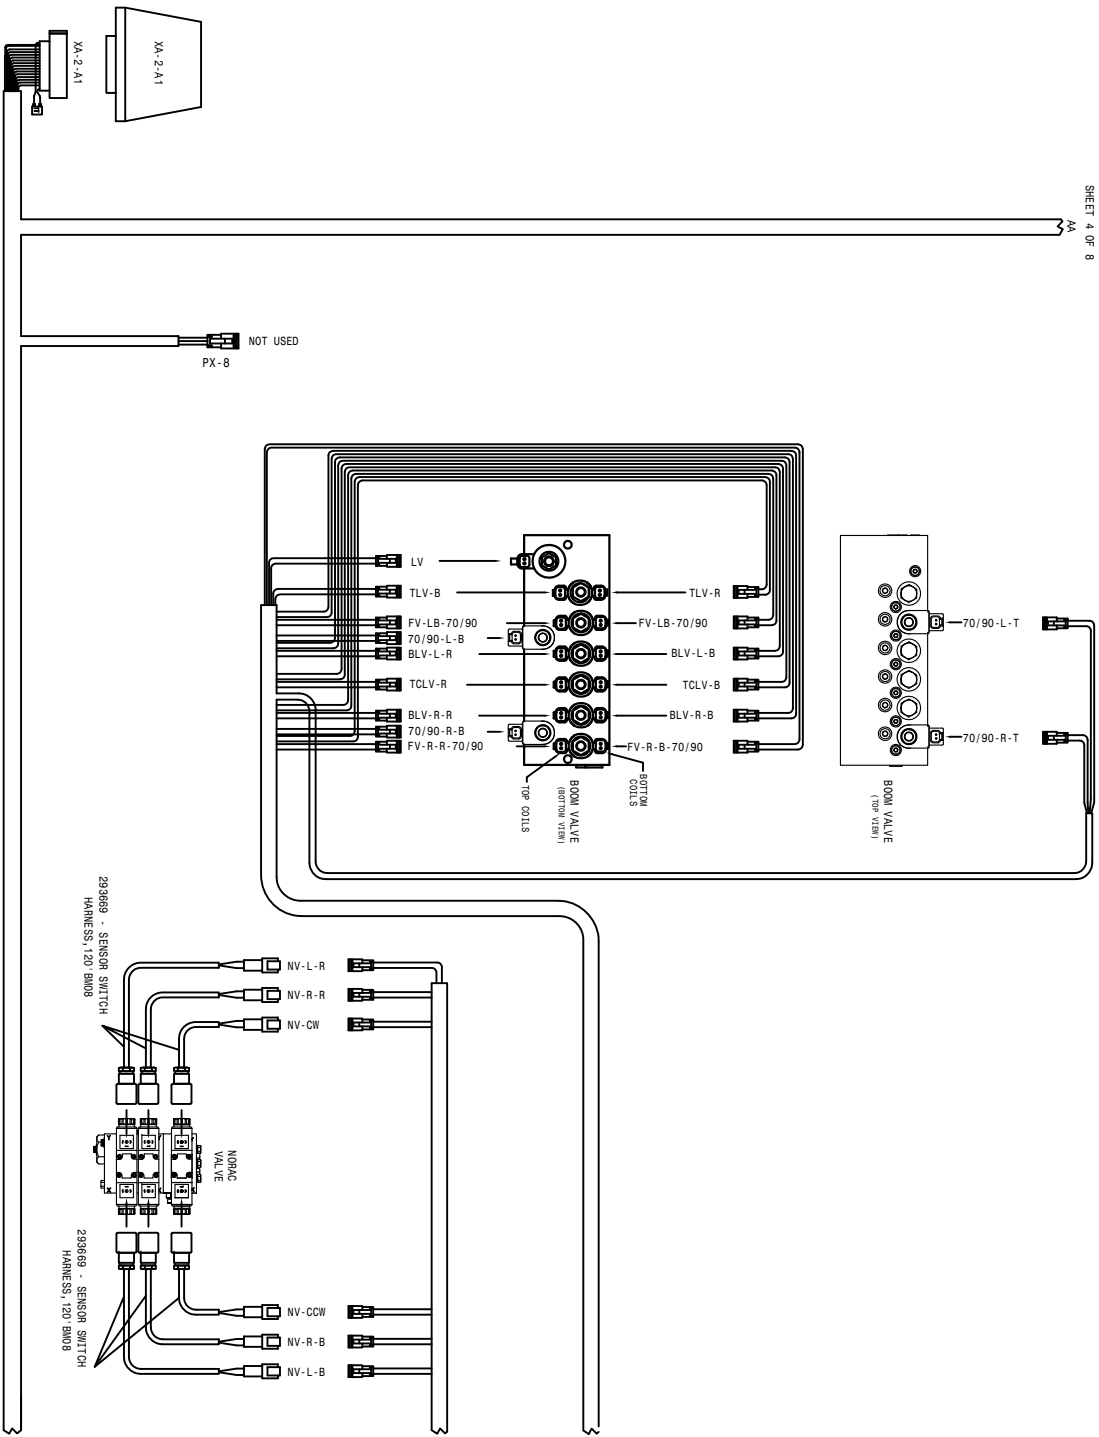 SHEET 4 OF 8
AA
XA-2-A1
XA-2-A1
NOT USED
PX-8
LV
TLV-B
FV-LB-70/90
70/90-L-B
BLV-L-R
TCLV-R
BLV-R-R
70/90-R-B
FV-R-R-70/90
TLV-R
FV-LB-70/90
BLV-L-B
TCLV-B
BLV-R-B
FV-R-B-70/90
TOP COILS
BOTTOM
COILS
BOOM VALVE
(BOTTOM VIEW)
70/90-L-T
70/90-R-T
BOOM VALVE
(TOP VIEW)
293669 - SENSOR SWITCH
HARNESS,120'BM08
NV-L-R
NV-R-R
NV-CW
NORAC
VALVE
NV-CCW
NV-R-B
NV-L-B
293669 - SENSOR SWITCH
HARNESS,120'BM08